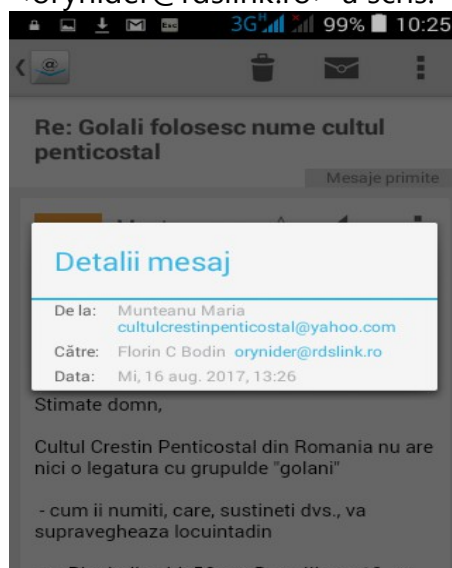 <orynider@rdslink.ro> a scris:
Esc 3G H 99% 10:25
Re: Golali folosesc nume cultul
penticostal
Mesaje primite
Detalii mesaj
De la: Munteanu Maria
cultulcrestinpenticostal@yahoo.com
Către: Florin C Bodin orynider@rdslink.ro
Data: Mi, 16 aug. 2017, 13:26
Stimate domn,
Cultul Crestin Penticostal din Romania nu are
nici o legatura cu grupulde "golani"
- cum ii numiti, care, sustineti dvs., va
supravegheaza locuintadin